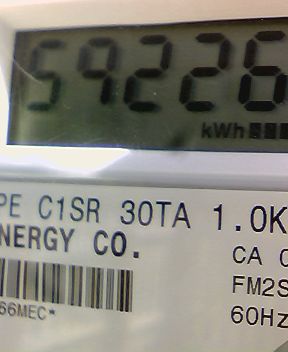 59226
kWh
PE C1SR 30TA 1.0K
NERGY CO.
CA
FM2S
66MEC*
60Hz